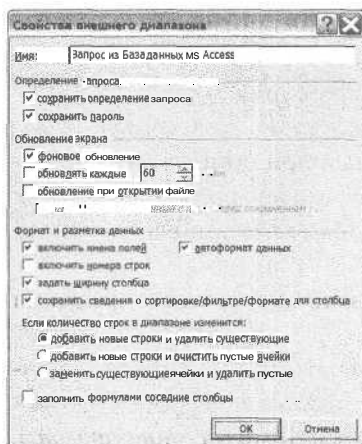 Свойства внешнего диапазона
Имя: Запрос из Базаданных MS Access
Определение -апроса
сохранить определение запроса
сохранить пароль
Обновление экрана
фоновое обновление
обновлять каждые 60
обновление при открытии файле
Формат и разметка данных
включить имена полей автоформат данных
включить номера строк
задать ширину столбца
сохранить сведения о сортировке/фильтре/формате для столбца
Если количество строк в диапазоне изменится:
добавить новые строки и удалить существующие
добавить новые строки и очистить пустые ячейки
заменить существующие ячейки и удалить пустые
заполнить формулами соседние столбцы
OK Отмена